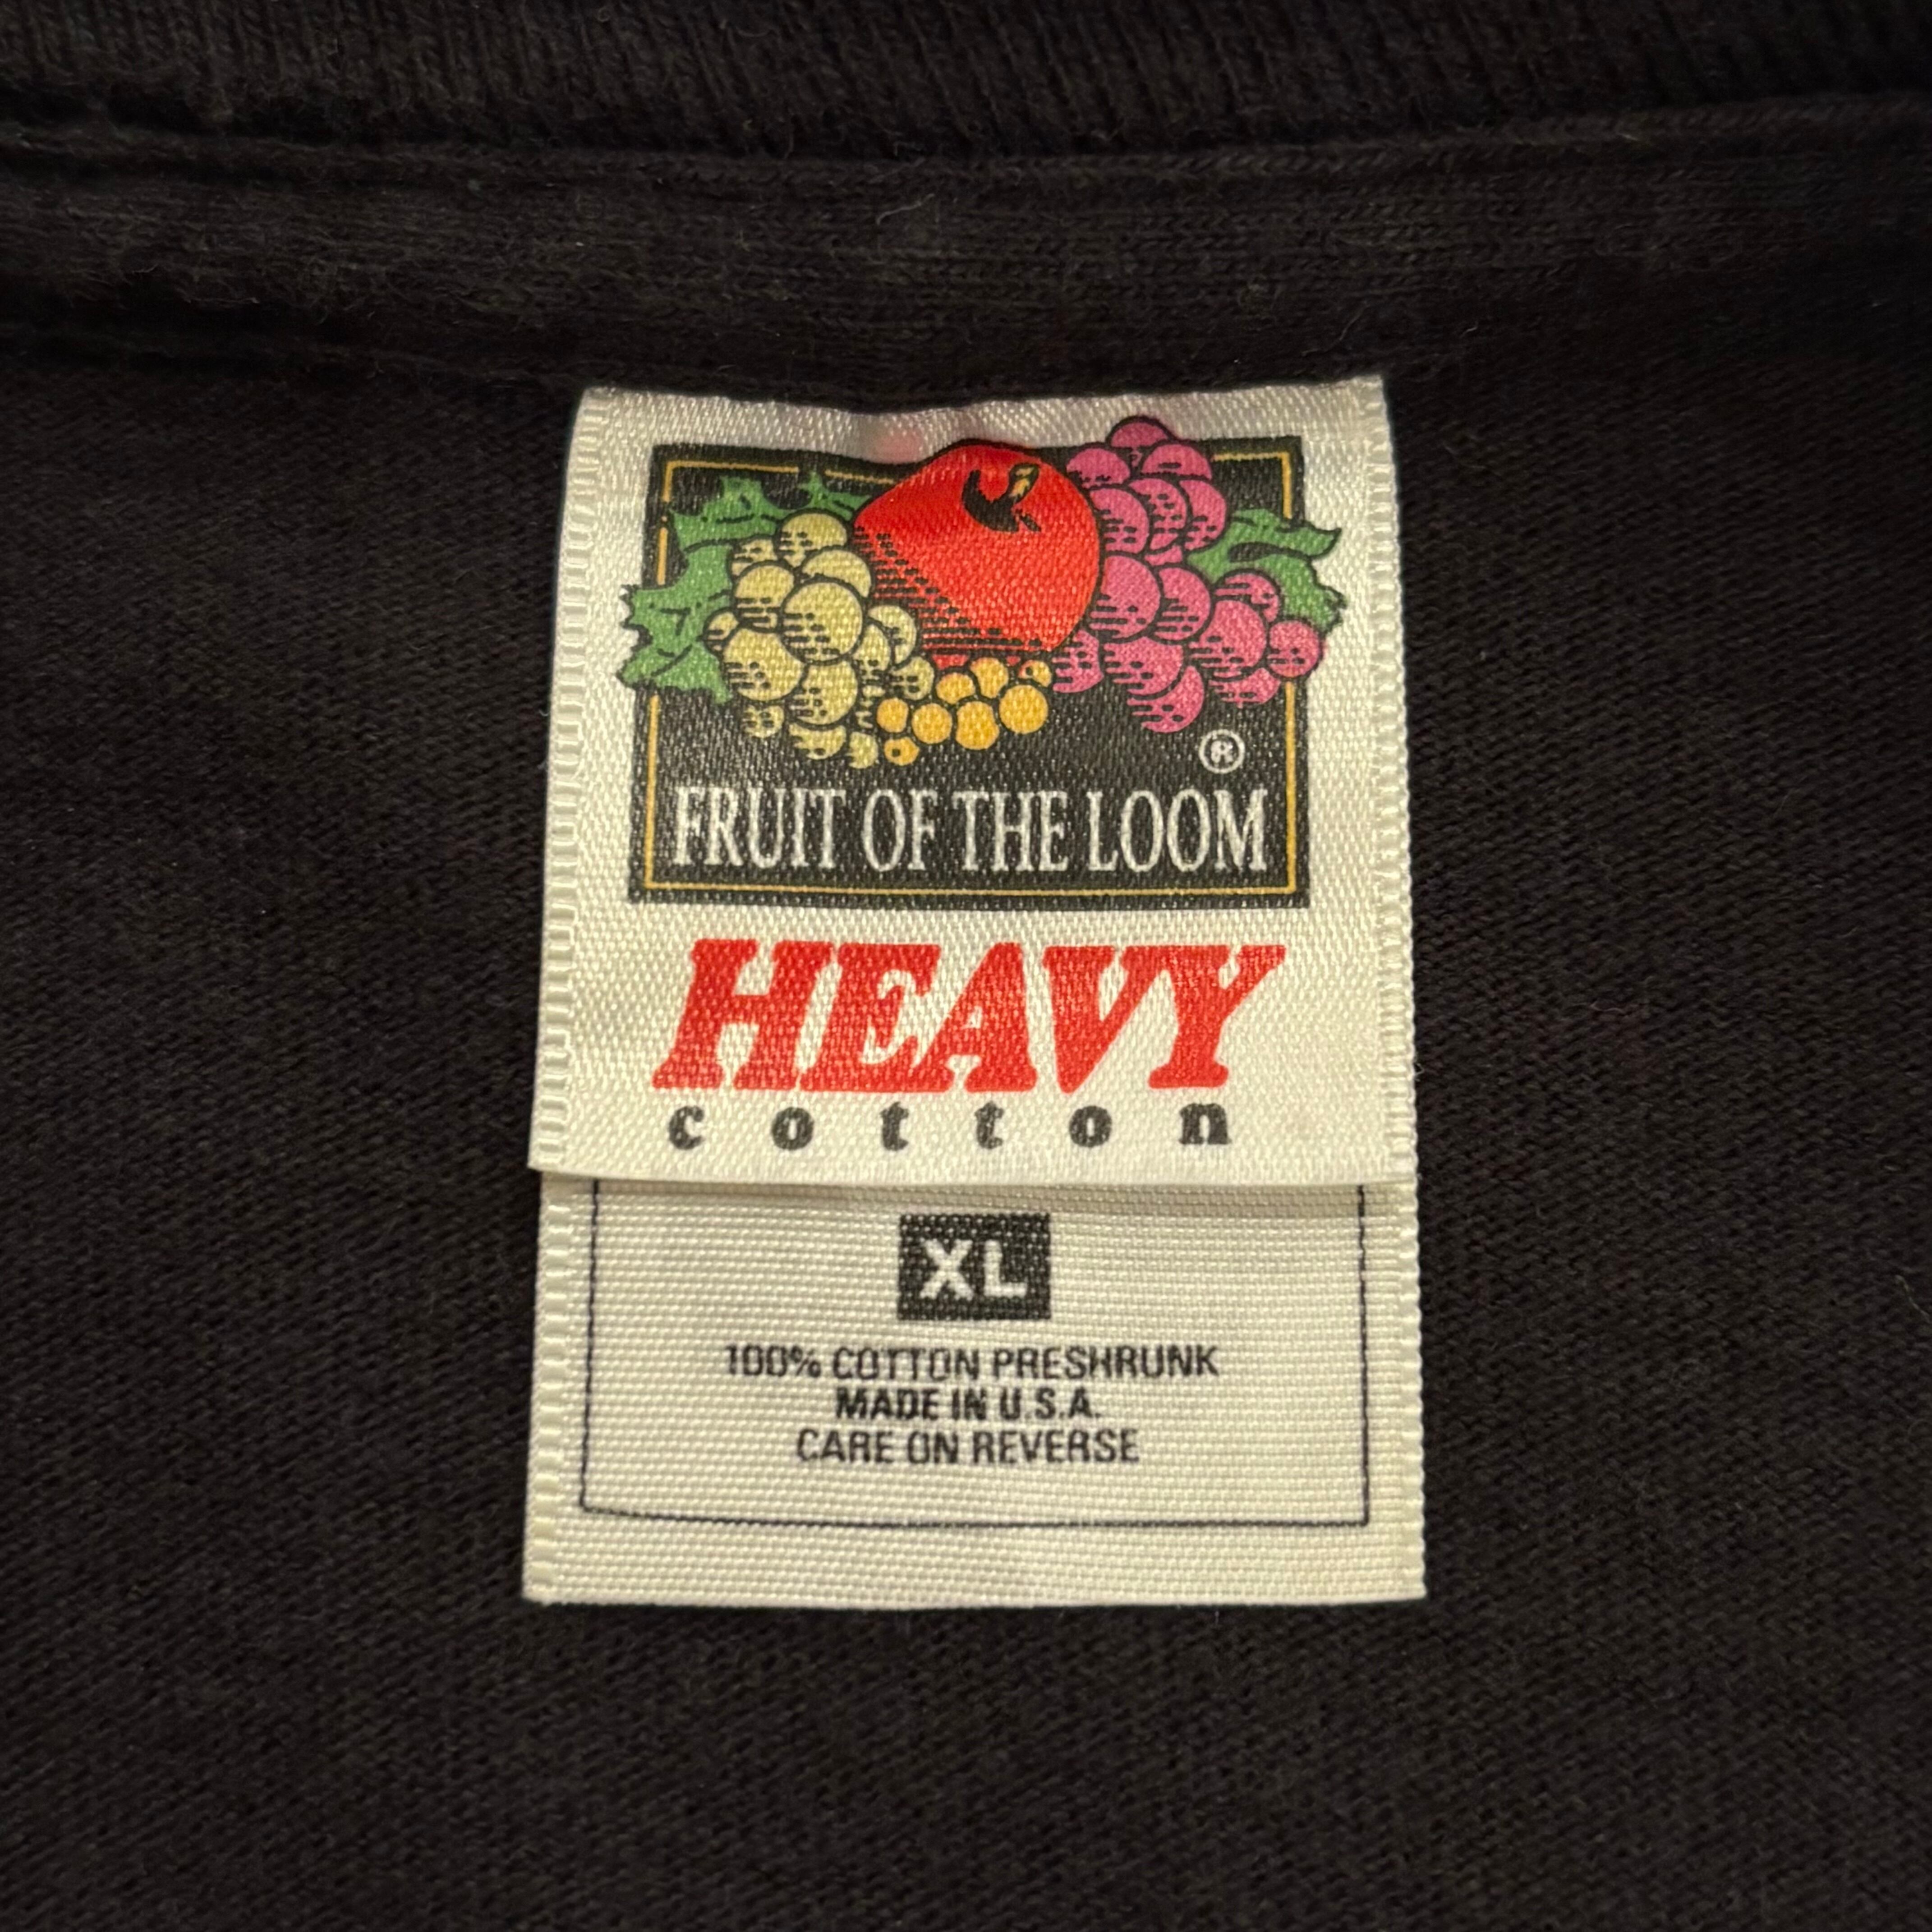 ®
FRUIT OF THE LOOM
HEAVY
cotton
XL
100% COTTON PRESHRUNK
MADE IN U.S.A.
CARE ON REVERSE